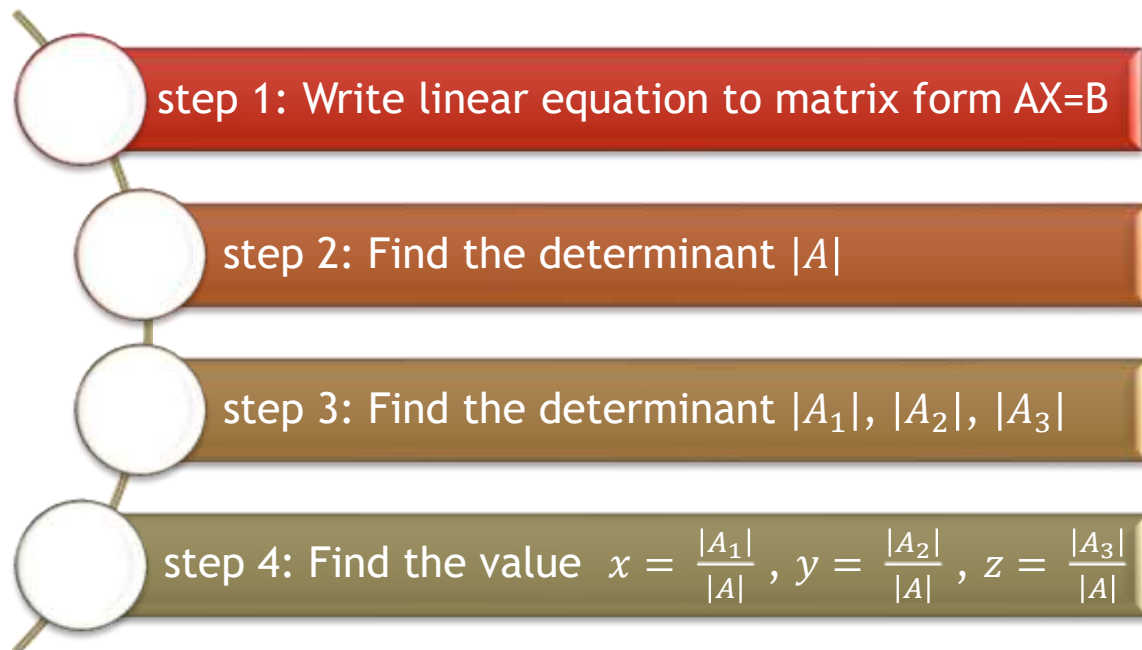 step 1: Write linear equation to matrix form AX=B
step 2: Find the determinant |A|
step 3: Find the determinant |A₁|, |A₂|, |A₃|
step 4: Find the value x = |A₁|/|A| , y = |A₂|/|A| , z = |A₃|/|A|